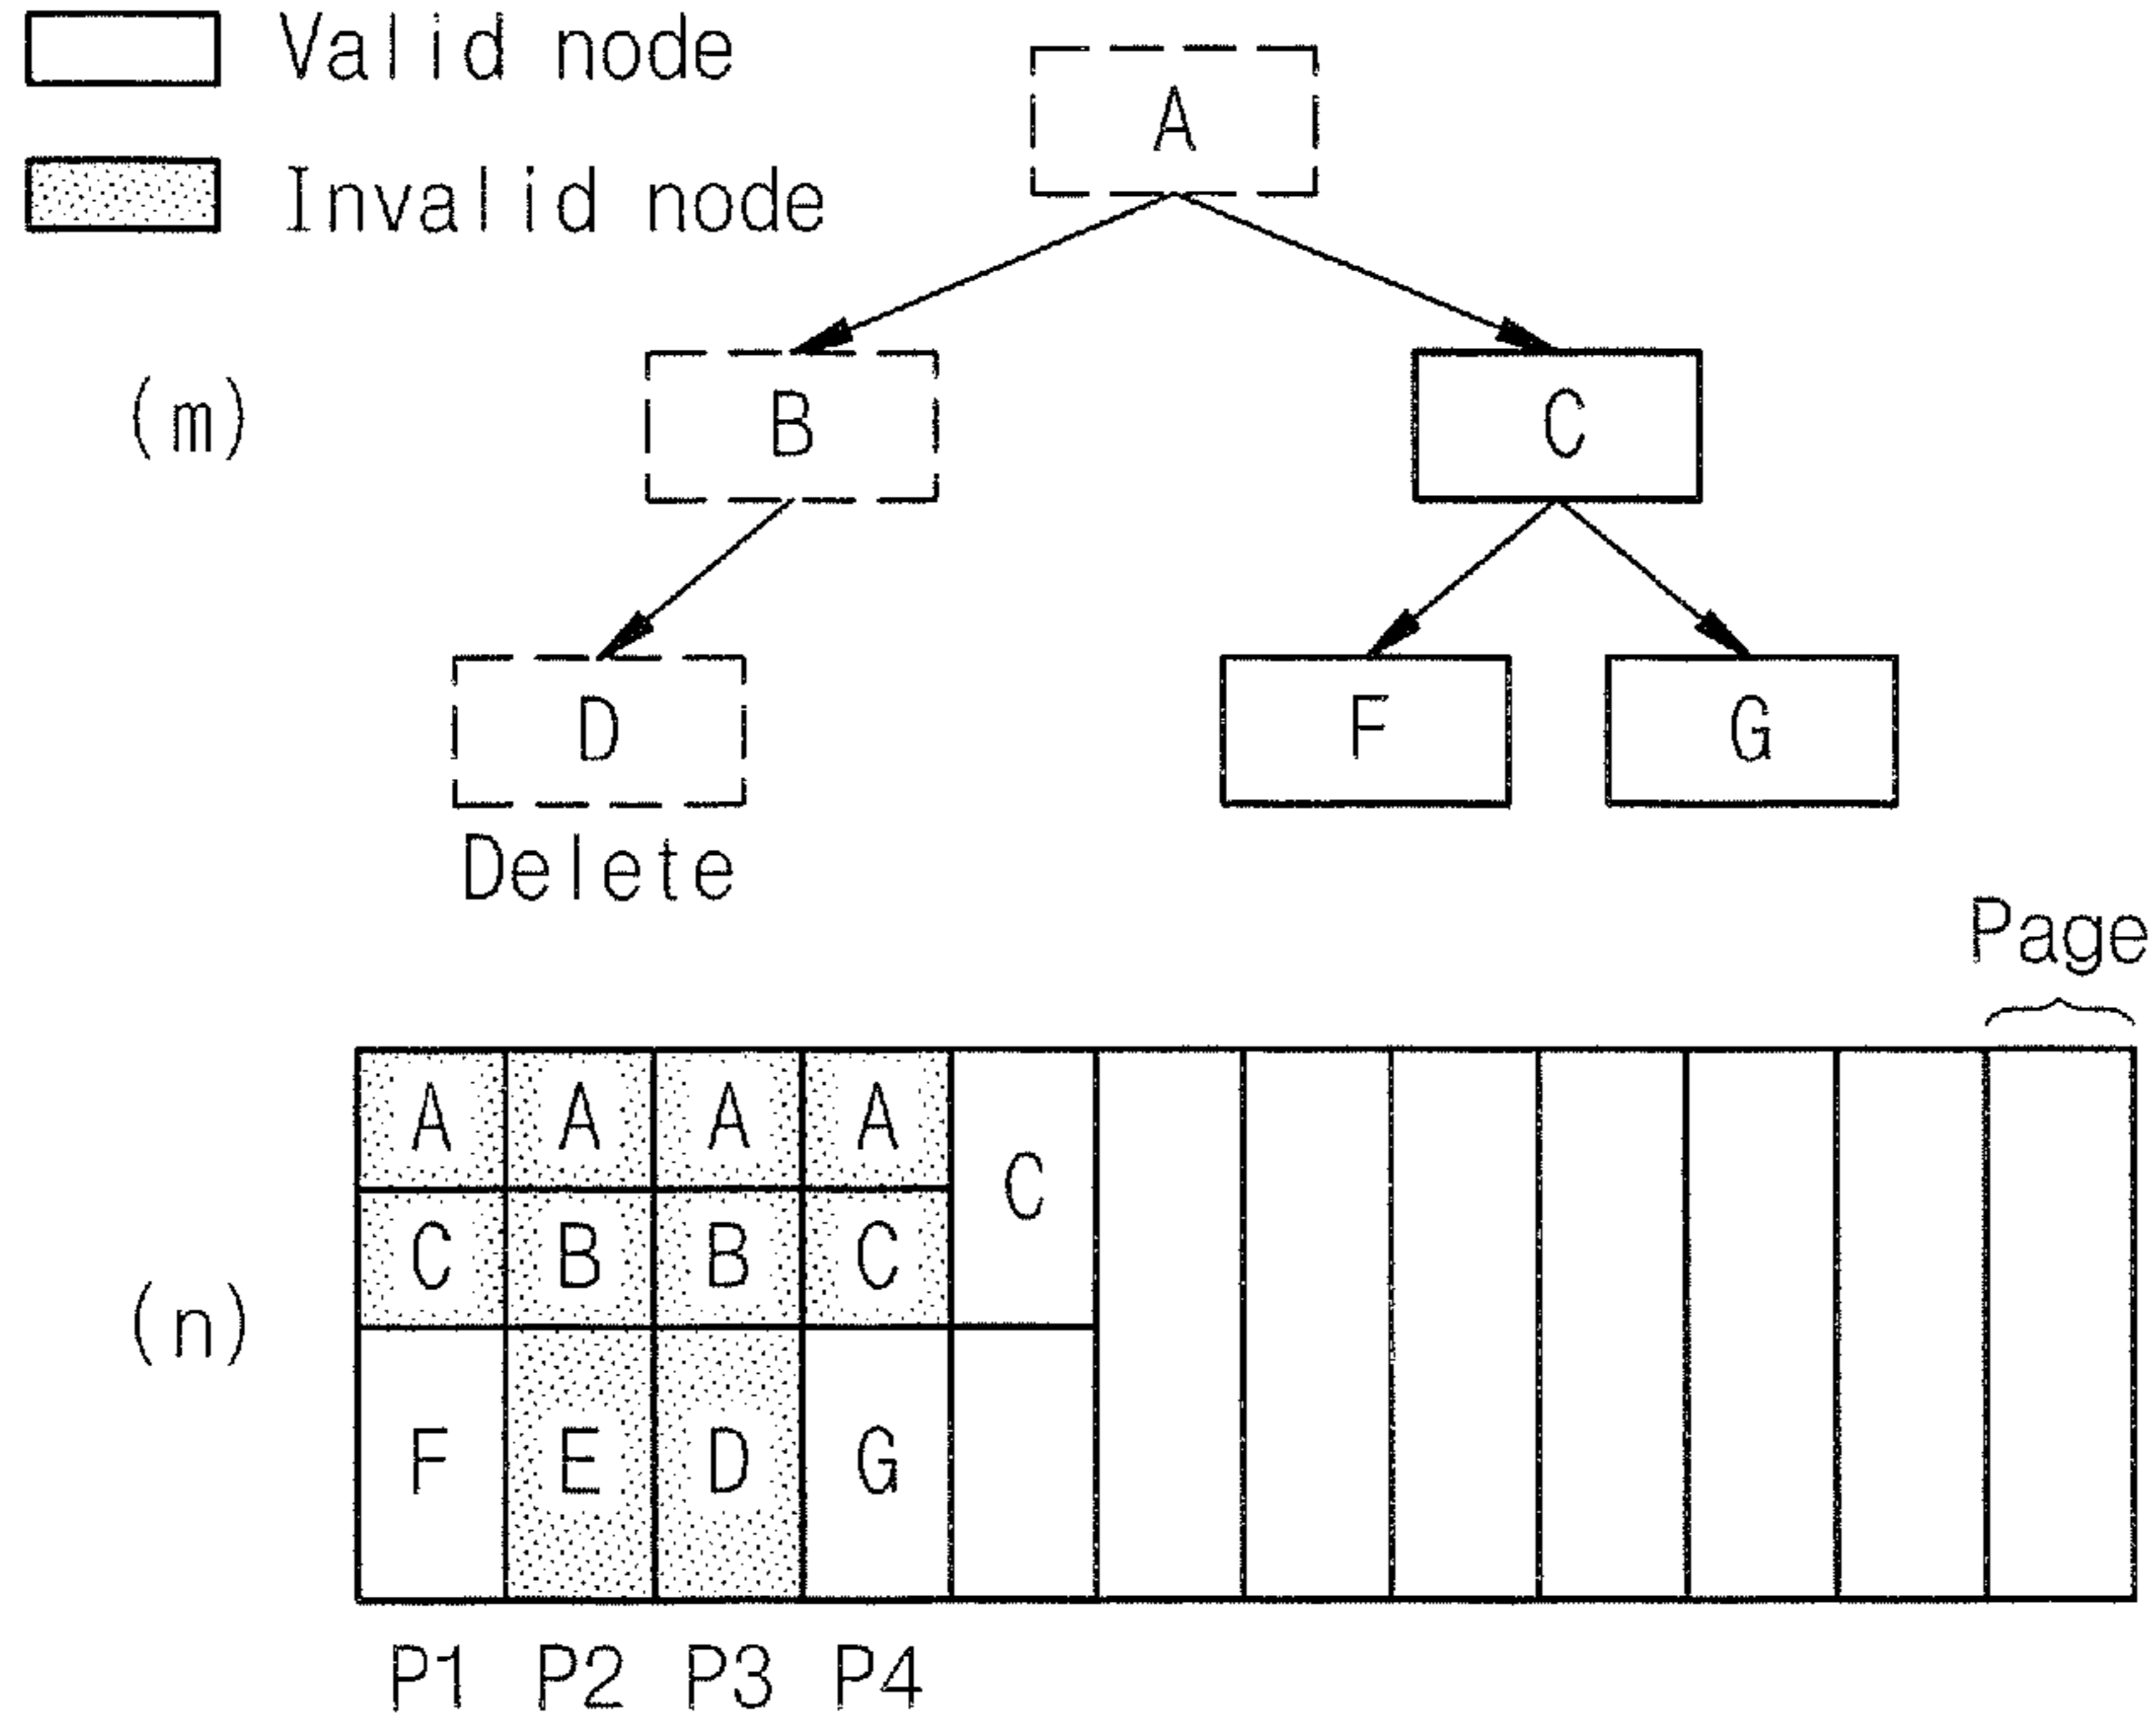 Valid node
Invalid node
A
(m)
B
C
D
F
G
Delete
Page
(n)
A A A A
C
C B B C
F E D G
P1 P2 P3 P4